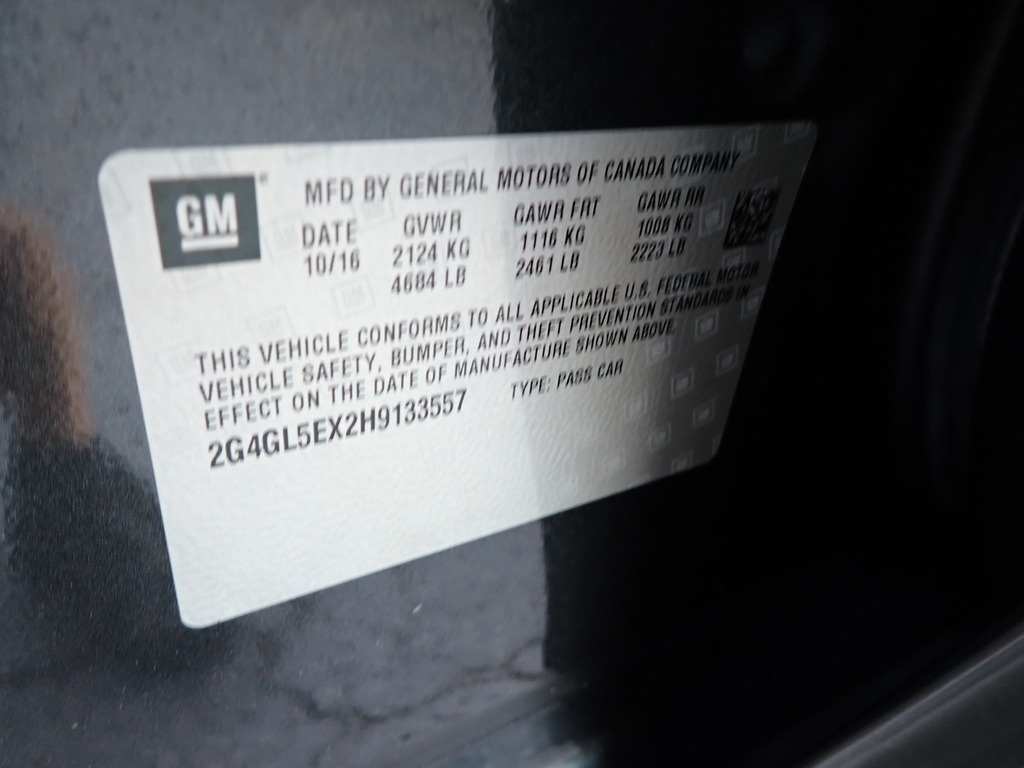 GM
MFD BY GENERAL MOTORS OF CANADA COMPANY
DATE GVWR GAWR FRT GAWR RR
10/16 2124 KG 1116 KG 1008 KG
4684 LB 2461 LB 2223 LB
THIS VEHICLE CONFORMS TO ALL APPLICABLE U.S. FEDERAL MOTOR
VEHICLE SAFETY, BUMPER, AND THEFT PREVENTION STANDARDS IN
EFFECT ON THE DATE OF MANUFACTURE SHOWN ABOVE.
2G4GL5EX2H9133557 TYPE: PASS CAR